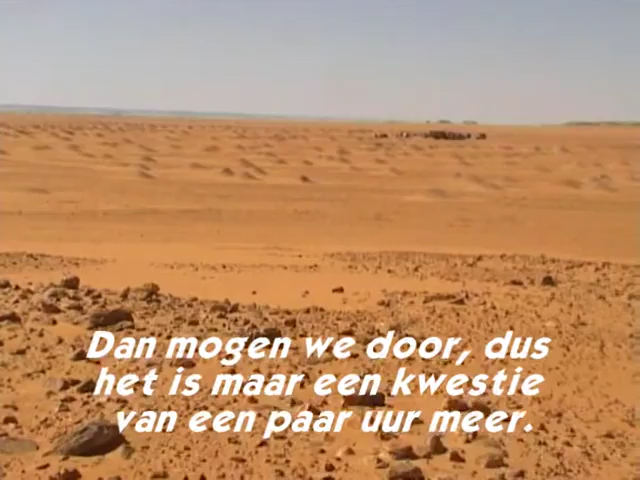 Dan mogen we door, dus
het is maar een kwestie
van een paar uur meer.